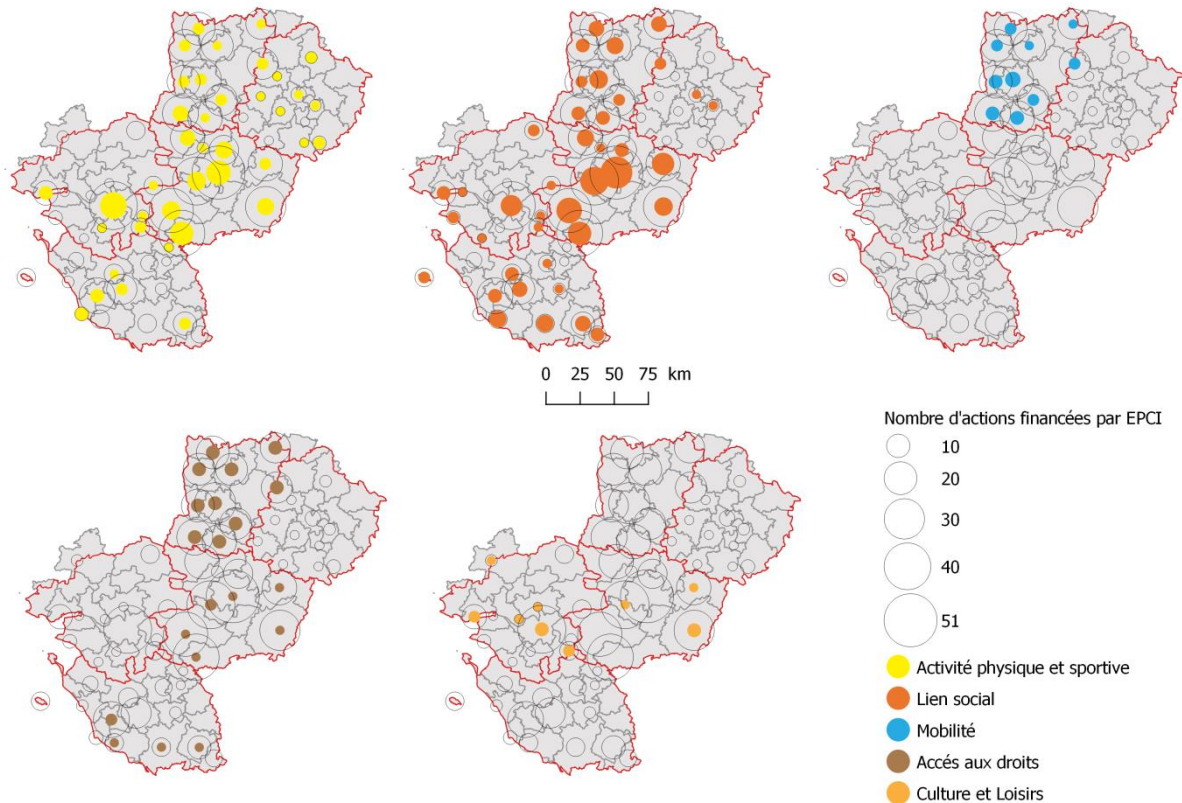 0 25 50 75 km
Nombre d'actions financées par EPCI
10
20
30
40
51
Activité physique et sportive
Lien social
Mobilité
Accés aux droits
Culture et Loisirs